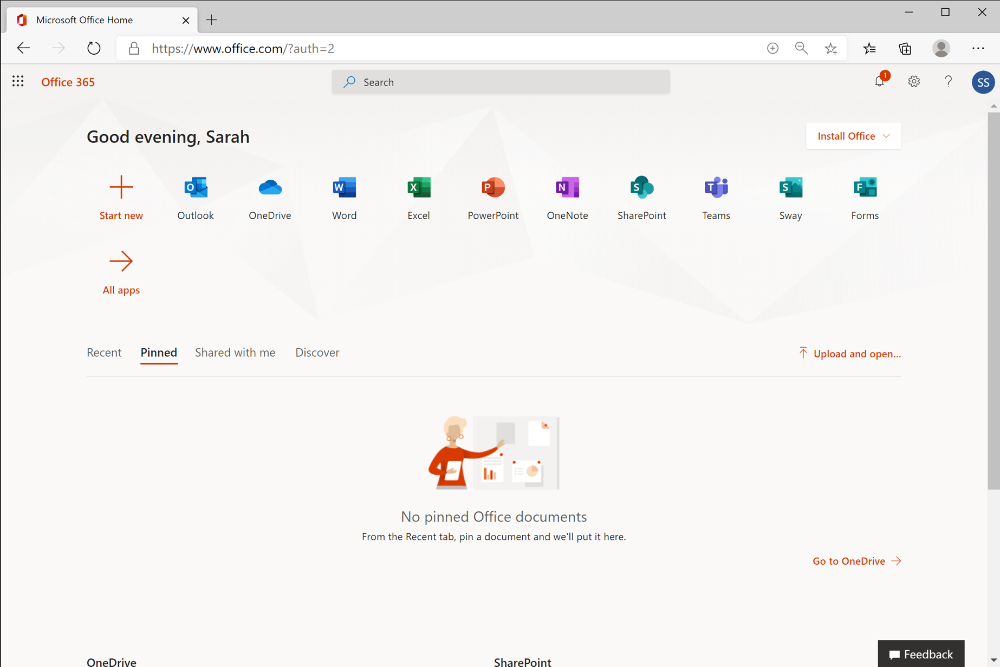 Microsoft Office Home
https://www.office.com/?auth=2
Office 365
Search
1
SS
Good evening, Sarah
Install Office
Start new
Outlook
OneDrive
Word
Excel
PowerPoint
OneNote
SharePoint
Teams
Sway
Forms
All apps
Recent
Pinned
Shared with me
Discover
Upload and open...
No pinned Office documents
From the Recent tab, pin a document and we'll put it here.
Go to OneDrive
OneDrive
SharePoint
Feedback